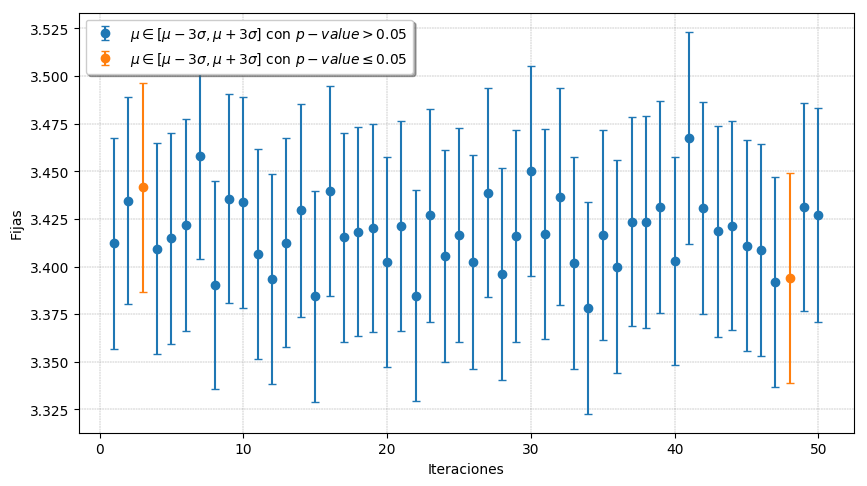 μ ∈ [μ − 3σ, μ + 3σ] con p − value > 0.05
μ ∈ [μ − 3σ, μ + 3σ] con p − value ≤ 0.05
3.525
3.500
3.475
3.450
3.425
3.400
3.375
3.350
3.325
Fijas
0 10 20 30 40 50
Iteraciones